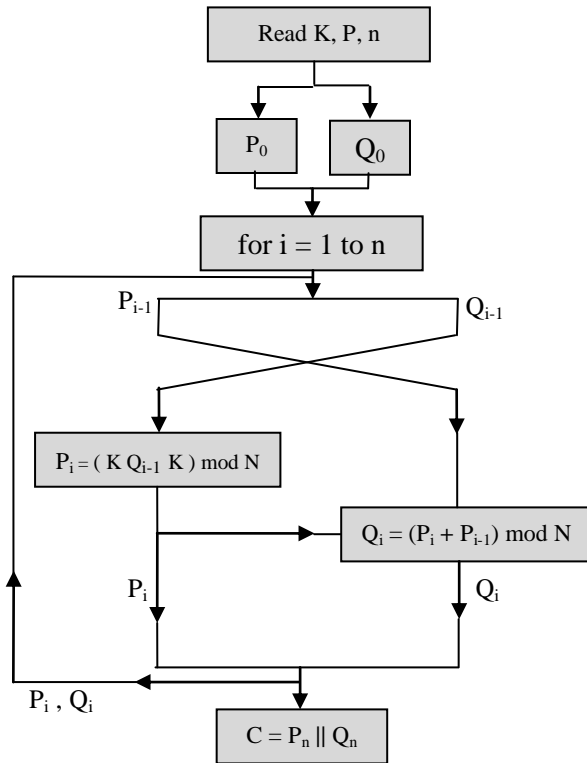 Read K, P, n
P₀
Q₀
for i = 1 to n
Pᵢ₋₁
Qᵢ₋₁
Pᵢ = ( K Qᵢ₋₁ K ) mod N
Qᵢ = (Pᵢ + Pᵢ₋₁) mod N
Pᵢ
Qᵢ
Pᵢ , Qᵢ
C = Pₙ || Qₙ